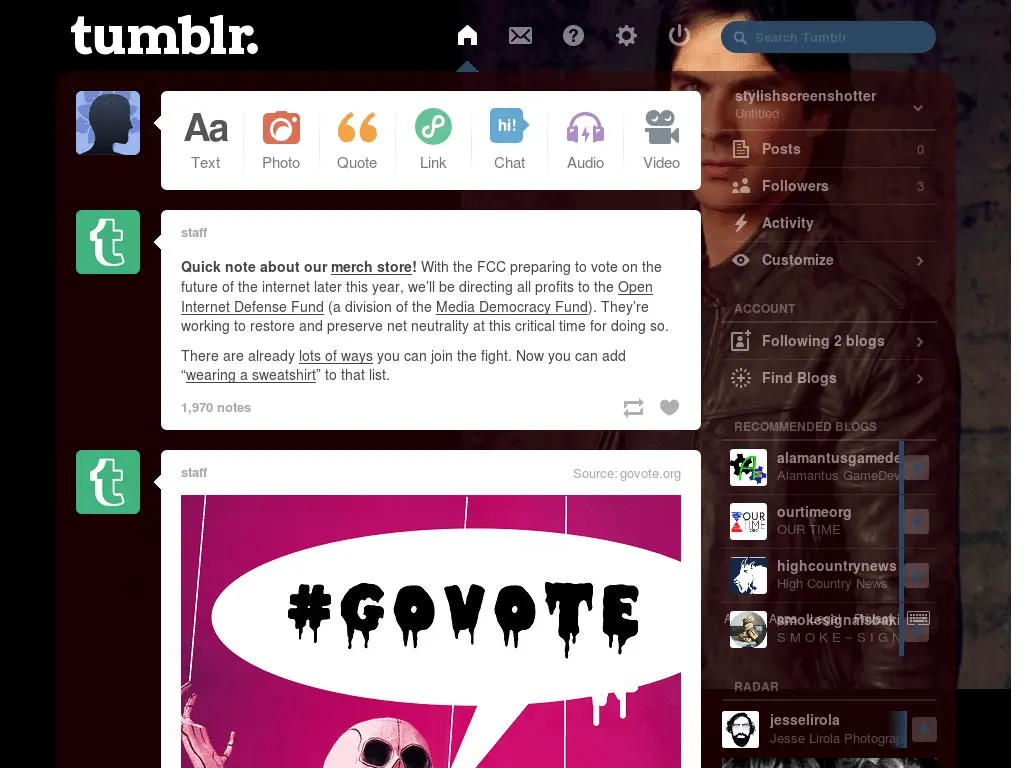 tumblr.
Search Tumblr
Aa
hi!
Text
Photo
Quote
Link
Chat
Audio
Video
stylishscreenshotter
Untitled
Posts 0
Followers 3
Activity
Customize
ACCOUNT
Following 2 blogs
Find Blogs
RECOMMENDED BLOGS
alamantusgamede
Alamantus GameDev
OUR TIME
ourtimeorg
OUR TIME
highcountrynews
High Country News
smokesignalsbaki
S M O K E ~ S I G N
Legal
RADAR
jesselirola
Jesse Lirola Photogra
staff
Quick note about our merch store! With the FCC preparing to vote on the
future of the internet later this year, we’ll be directing all profits to the Open
Internet Defense Fund (a division of the Media Democracy Fund). They’re
working to restore and preserve net neutrality at this critical time for doing so.
There are already lots of ways you can join the fight. Now you can add
“wearing a sweatshirt” to that list.
1,970 notes
staff
Source: govote.org
#GOVOTE